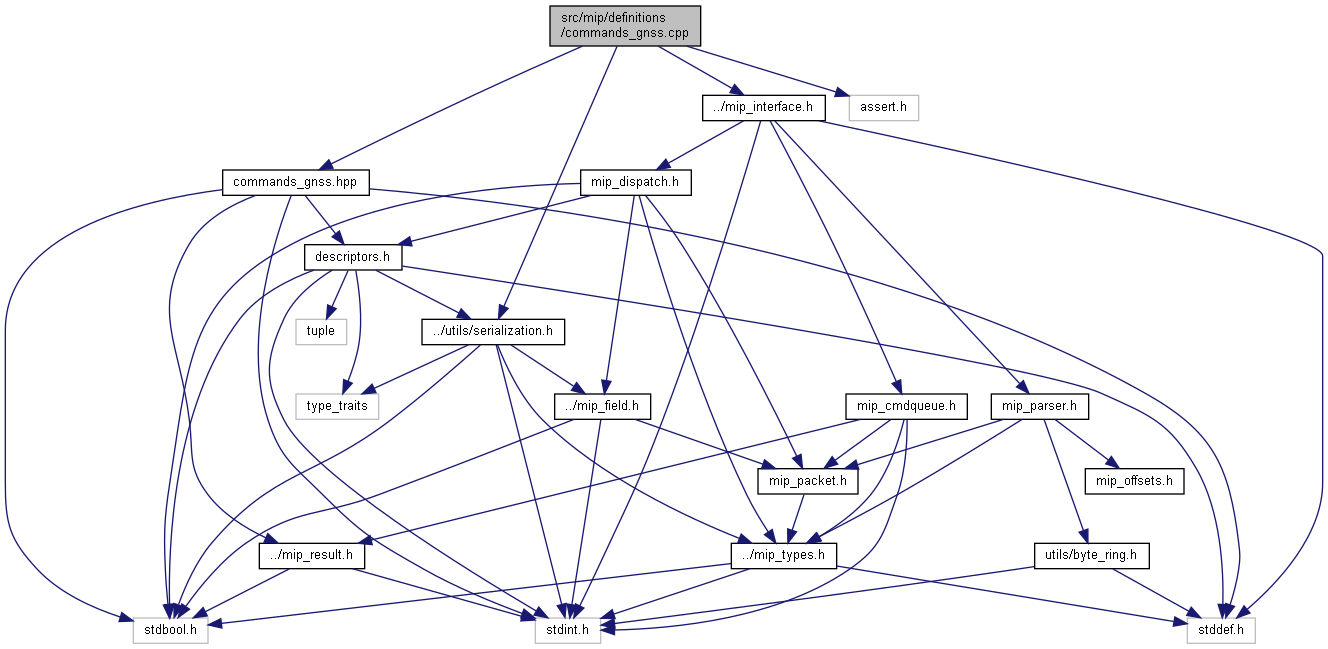 src/mip/definitions
/commands_gnss.cpp
../mip_interface.h
assert.h
commands_gnss.hpp
mip_dispatch.h
descriptors.h
tuple
../utils/serialization.h
type_traits
../mip_field.h
mip_cmdqueue.h
mip_parser.h
mip_packet.h
mip_offsets.h
../mip_result.h
../mip_types.h
utils/byte_ring.h
stdbool.h
stdint.h
stddef.h